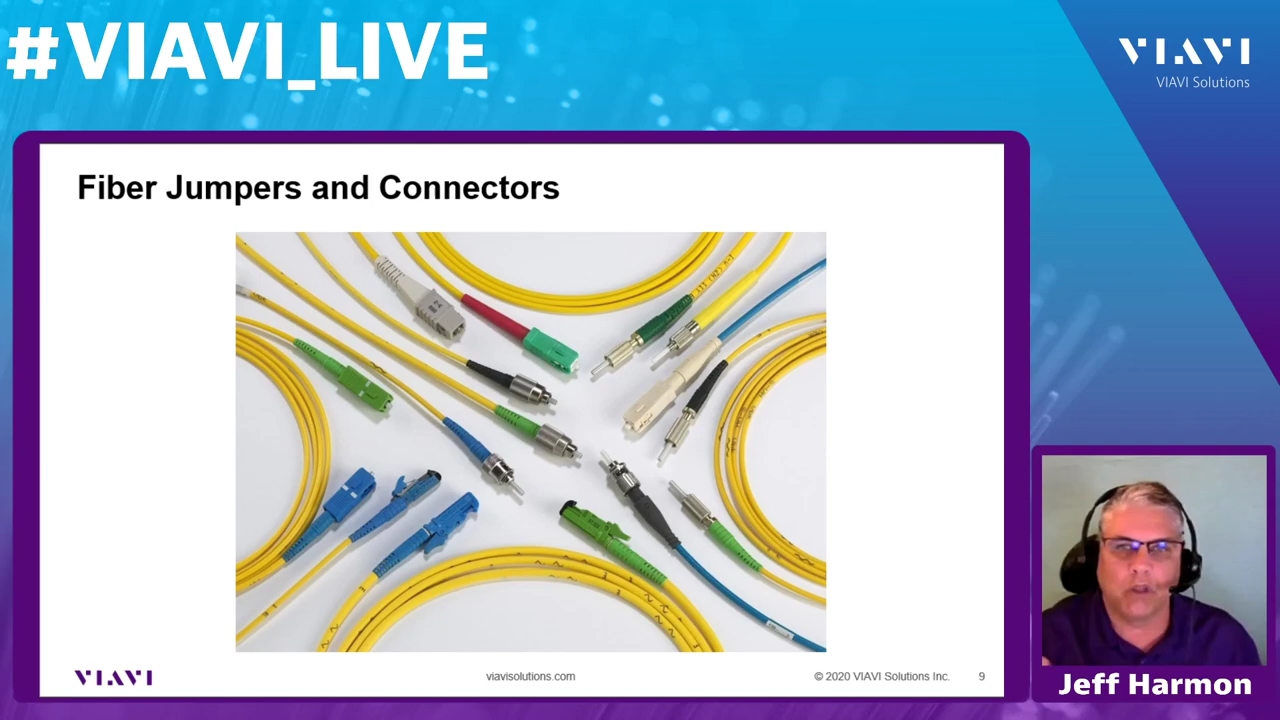 #VIAVI_LIVE
VIAVI
VIAVI Solutions
Fiber Jumpers and Connectors
VIAVI
viavisolutions.com
© 2020 VIAVI Solutions Inc.
9
Jeff Harmon